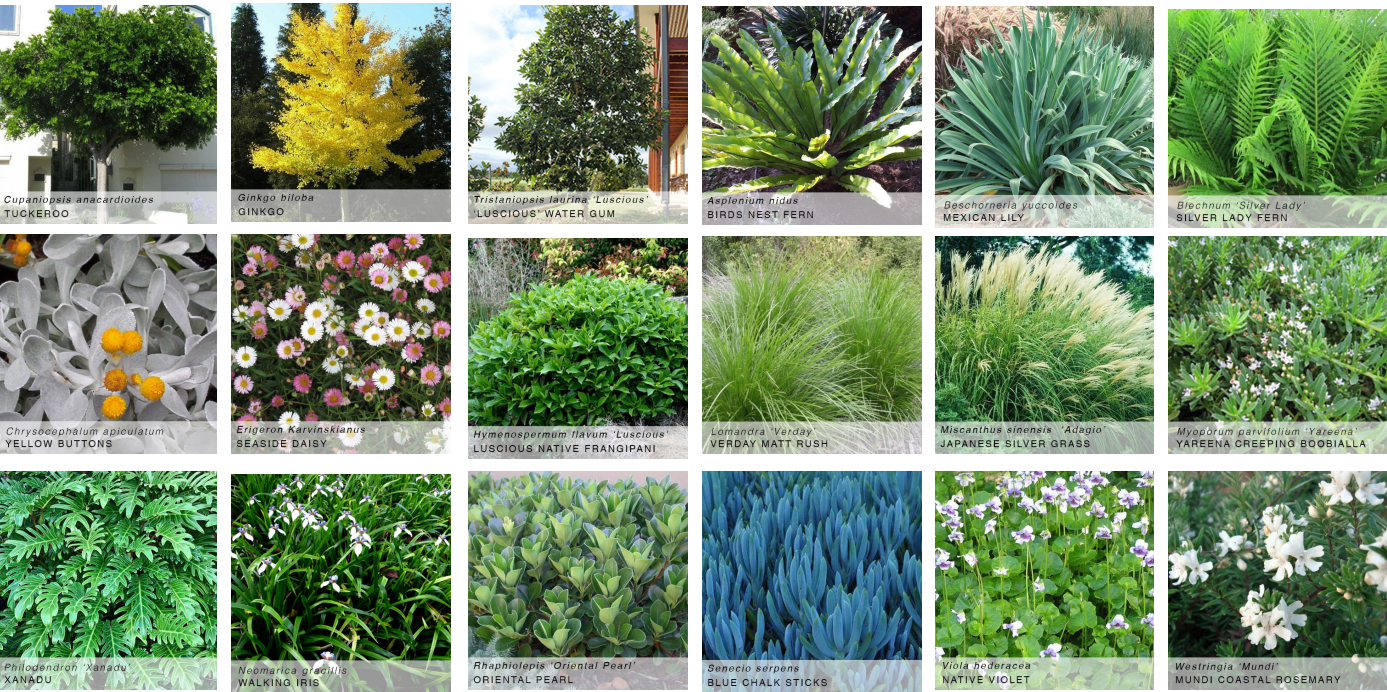 Cupaniopsis anacardioides
TUCKEROO
Ginkgo biloba
GINKGO
Tristaniopsis laurina 'Luscious'
'LUSCIOUS' WATER GUM
Asplenium nidus
BIRDS NEST FERN
Beschorneria yuccoides
MEXICAN LILY
Blechnum 'Silver Lady'
SILVER LADY FERN
Chrysocephalum apiculatum
YELLOW BUTTONS
Erigeron Karvinskianus
SEASIDE DAISY
Hymenospermum flavum 'Luscious'
LUSCIOUS NATIVE FRANGIPANI
Lomandra 'Verday'
VERDAY MATT RUSH
Miscanthus sinensis 'Adagio'
JAPANESE SILVER GRASS
Myoporum parvifolium 'Yareena'
YAREENA CREEPING BOOBIALLA
Philodendron 'Xanadu'
XANADU
Neomarica gracillis
WALKING IRIS
Rhaphiolepis 'Oriental Pearl'
ORIENTAL PEARL
Senecio serpens
BLUE CHALK STICKS
Viola hederacea
NATIVE VIOLET
Westringia 'Mundi'
MUNDI COASTAL ROSEMARY